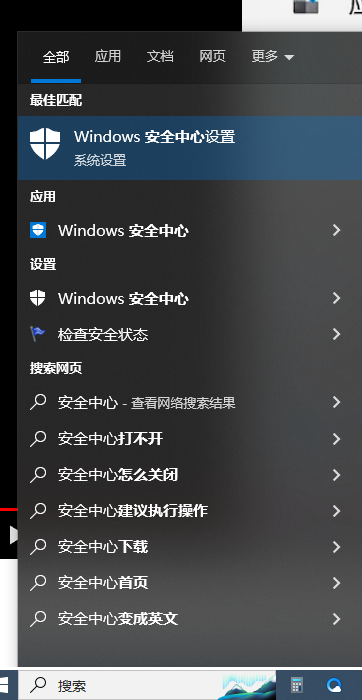 全部 应用 文档 网页 更多
最佳匹配
Windows 安全中心设置
系统设置
应用
Windows 安全中心
设置
Windows 安全中心
检查安全状态
搜索网页
安全中心 - 查看网络搜索结果
安全中心打不开
安全中心怎么关闭
安全中心建议执行操作
安全中心下载
安全中心首页
安全中心变成英文
搜索